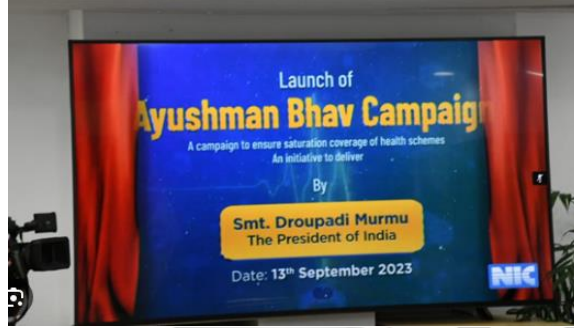 Launch of
Ayushman Bhav Campaign
A campaign to ensure saturation coverage of health schemes
An initiative to deliver
By
Smt. Droupadi Murmu
The President of India
Date: 13th September 2023
NIC